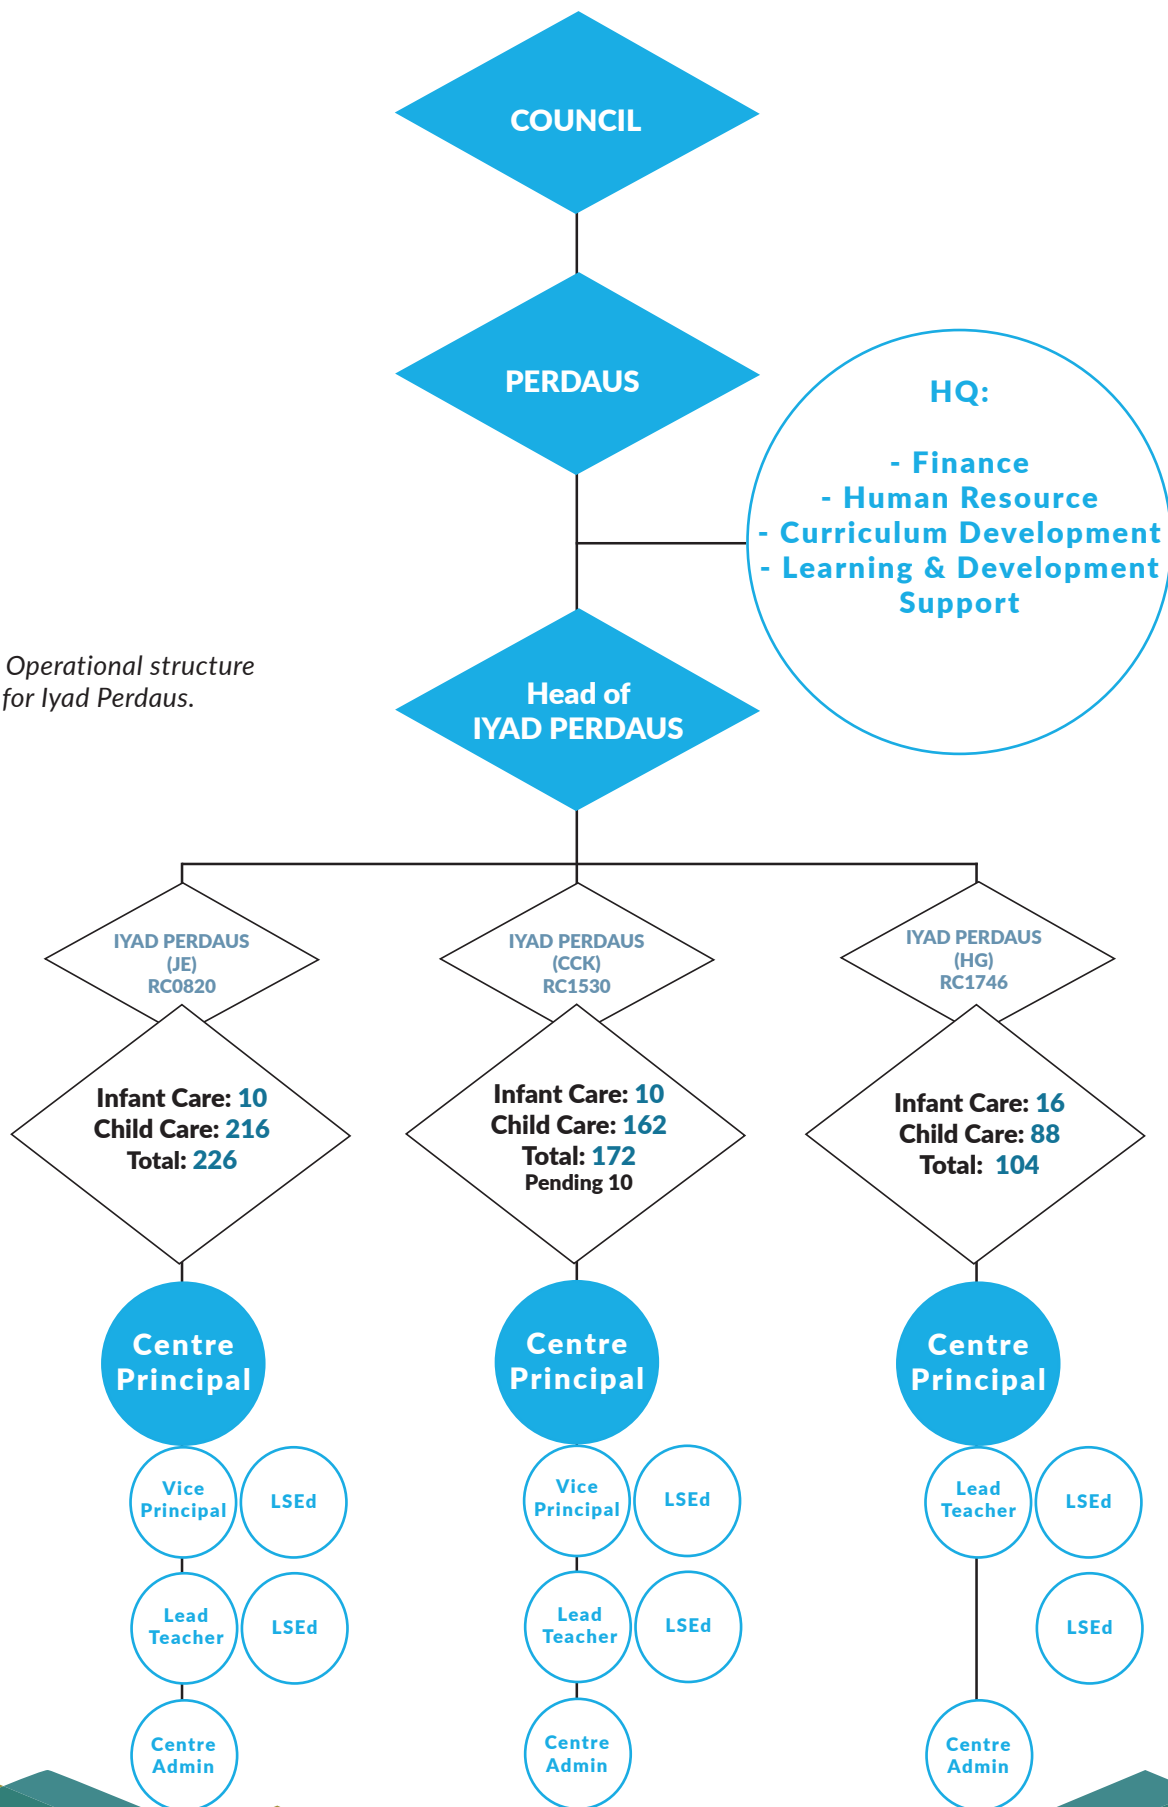 COUNCIL
PERDAUS
HQ:
- Finance
- Human Resource
- Curriculum Development
- Learning & Development
Support
Operational structure
for Iyad Perdaus.
Head of
IYAD PERDAUS
IYAD PERDAUS
(JE)
RC0820
Infant Care: 10
Child Care: 216
Total: 226
Centre
Principal
Vice
Principal
LSEd
Lead
Teacher
LSEd
Centre
Admin
IYAD PERDAUS
(CCK)
RC1530
Infant Care: 10
Child Care: 162
Total: 172
Pending 10
Centre
Principal
Vice
Principal
LSEd
Lead
Teacher
LSEd
Centre
Admin
IYAD PERDAUS
(HG)
RC1746
Infant Care: 16
Child Care: 88
Total: 104
Centre
Principal
Lead
Teacher
LSEd
LSEd
Centre
Admin